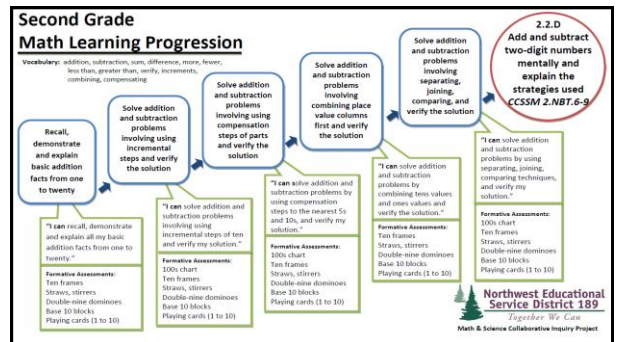 Second Grade
Math Learning Progression
Vocabulary: addition, subtraction, sum, difference, more, fewer,
less than, greater than, verify, increments,
combining, compensating
Recall,
demonstrate
and explain
basic addition
facts from one
to twenty
Solve addition
and subtraction
problems
involving using
incremental
steps and verify
the solution
Solve addition
and subtraction
problems
involving using
compensation
steps of parts
and verify the
solution
Solve addition
and subtraction
problems
involving
combining place
value columns
first and verify
the solution
Solve addition
and subtraction
problems
involving
separating,
joining,
comparing, and
verify the solution
2.2.D
Add and subtract
two-digit numbers
mentally and
explain the
strategies used
CCSSM 2.NBT.6-9
"I can recall, demonstrate
and explain all my basic
addition facts from one to
twenty."
Formative Assessments:
Ten frames
Straws, stirrers
Double-nine dominoes
Base 10 blocks
Playing cards (1 to 10)
"I can solve addition and
subtraction problems
involving using
incremental steps of ten
and verify my solution."
Formative Assessments:
100s chart
Ten frames
Straws, stirrers
Double-nine dominoes
Base 10 blocks
Playing cards (1 to 10)
"I can solve addition and
subtraction problems by
using compensation
steps to the nearest 5s
and 10s, and verify my
solution."
Formative Assessments:
100s chart
Ten frames
Straws, stirrers
Double-nine dominoes
Base 10 blocks
Playing cards (1 to 10)
"I can solve addition
and subtraction
problems by
combining tens values
and ones values and
verify the solution."
Formative Assessments:
100s chart
Ten frames
Straws, stirrers
Double-nine dominoes
Base 10 blocks
Playing cards (1 to 10)
"I can solve addition
and subtraction
problems by using
separating, joining,
comparing techniques,
and verify my
solution."
Formative Assessments:
100s chart
Ten frames
Straws, stirrers
Double-nine dominoes
Base 10 blocks
Playing cards (1 to 10)
Northwest Educational
Service District 189
Together We Can
Math & Science Collaborative Inquiry Project